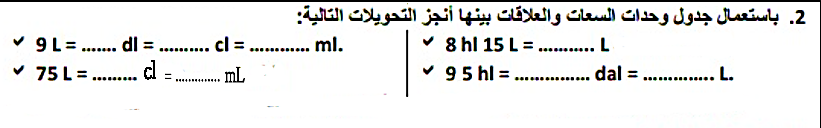 2. باستعمال جدول وحدات السعات والعلاقات بينها أنجز التحويلات التالية:
✓ 9 L = ....... dl = .......... cl = ............ ml.
✓ 75 L = ......... cl = ............. mL
✓ 8 hl 15 L = ........... L
✓ 9 5 hl = ............... dal = .............. L.